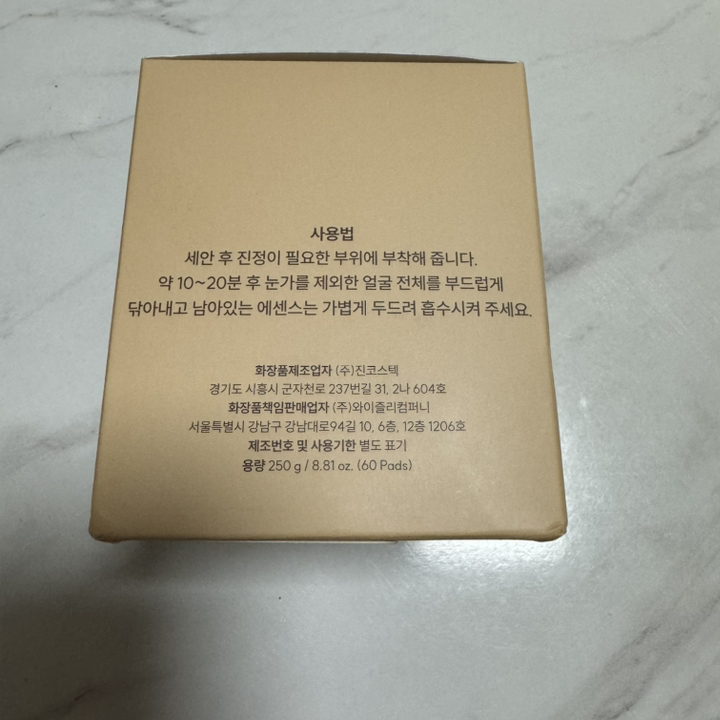 사용법
세안 후 진정이 필요한 부위에 부착해 줍니다.
약 10~20분 후 눈가를 제외한 얼굴 전체를 부드럽게
닦아내고 남아있는 에센스는 가볍게 두드려 흡수시켜 주세요.
화장품제조업자 (주)진코스텍
경기도 시흥시 군자천로 237번길 31, 2나 604호
화장품책임판매업자 (주)와이즐리컴퍼니
서울특별시 강남구 강남대로94길 10, 6층, 12층 1206호
제조번호 및 사용기한 별도 표기
용량 250 g / 8.81 oz. (60 Pads)